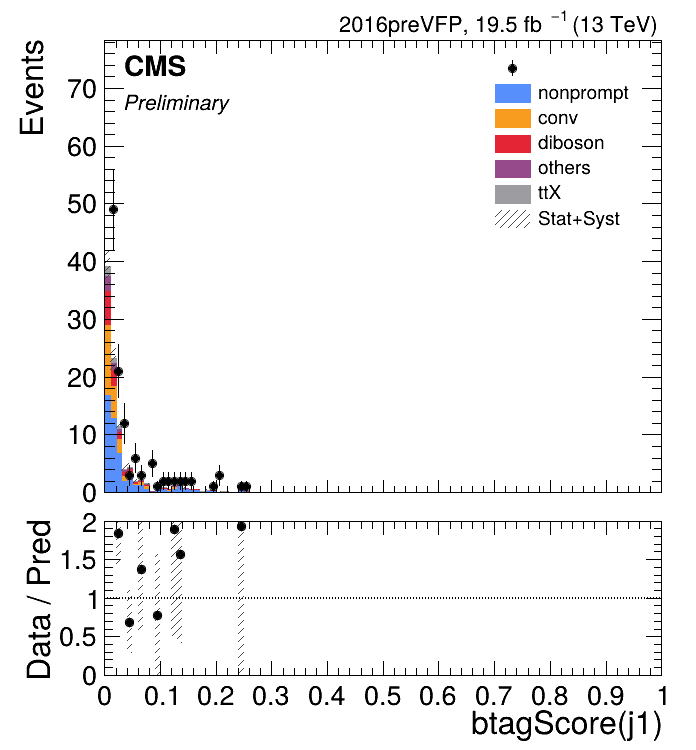 2016preVFP, 19.5 fb⁻¹ (13 TeV)
CMS
Preliminary
Events
70
60
50
40
30
20
10
0
nonprompt
conv
diboson
others
ttX
Stat+Syst
Data / Pred
2
1.5
1
0.5
0
0 0.1 0.2 0.3 0.4 0.5 0.6 0.7 0.8 0.9 1
btagScore(j1)